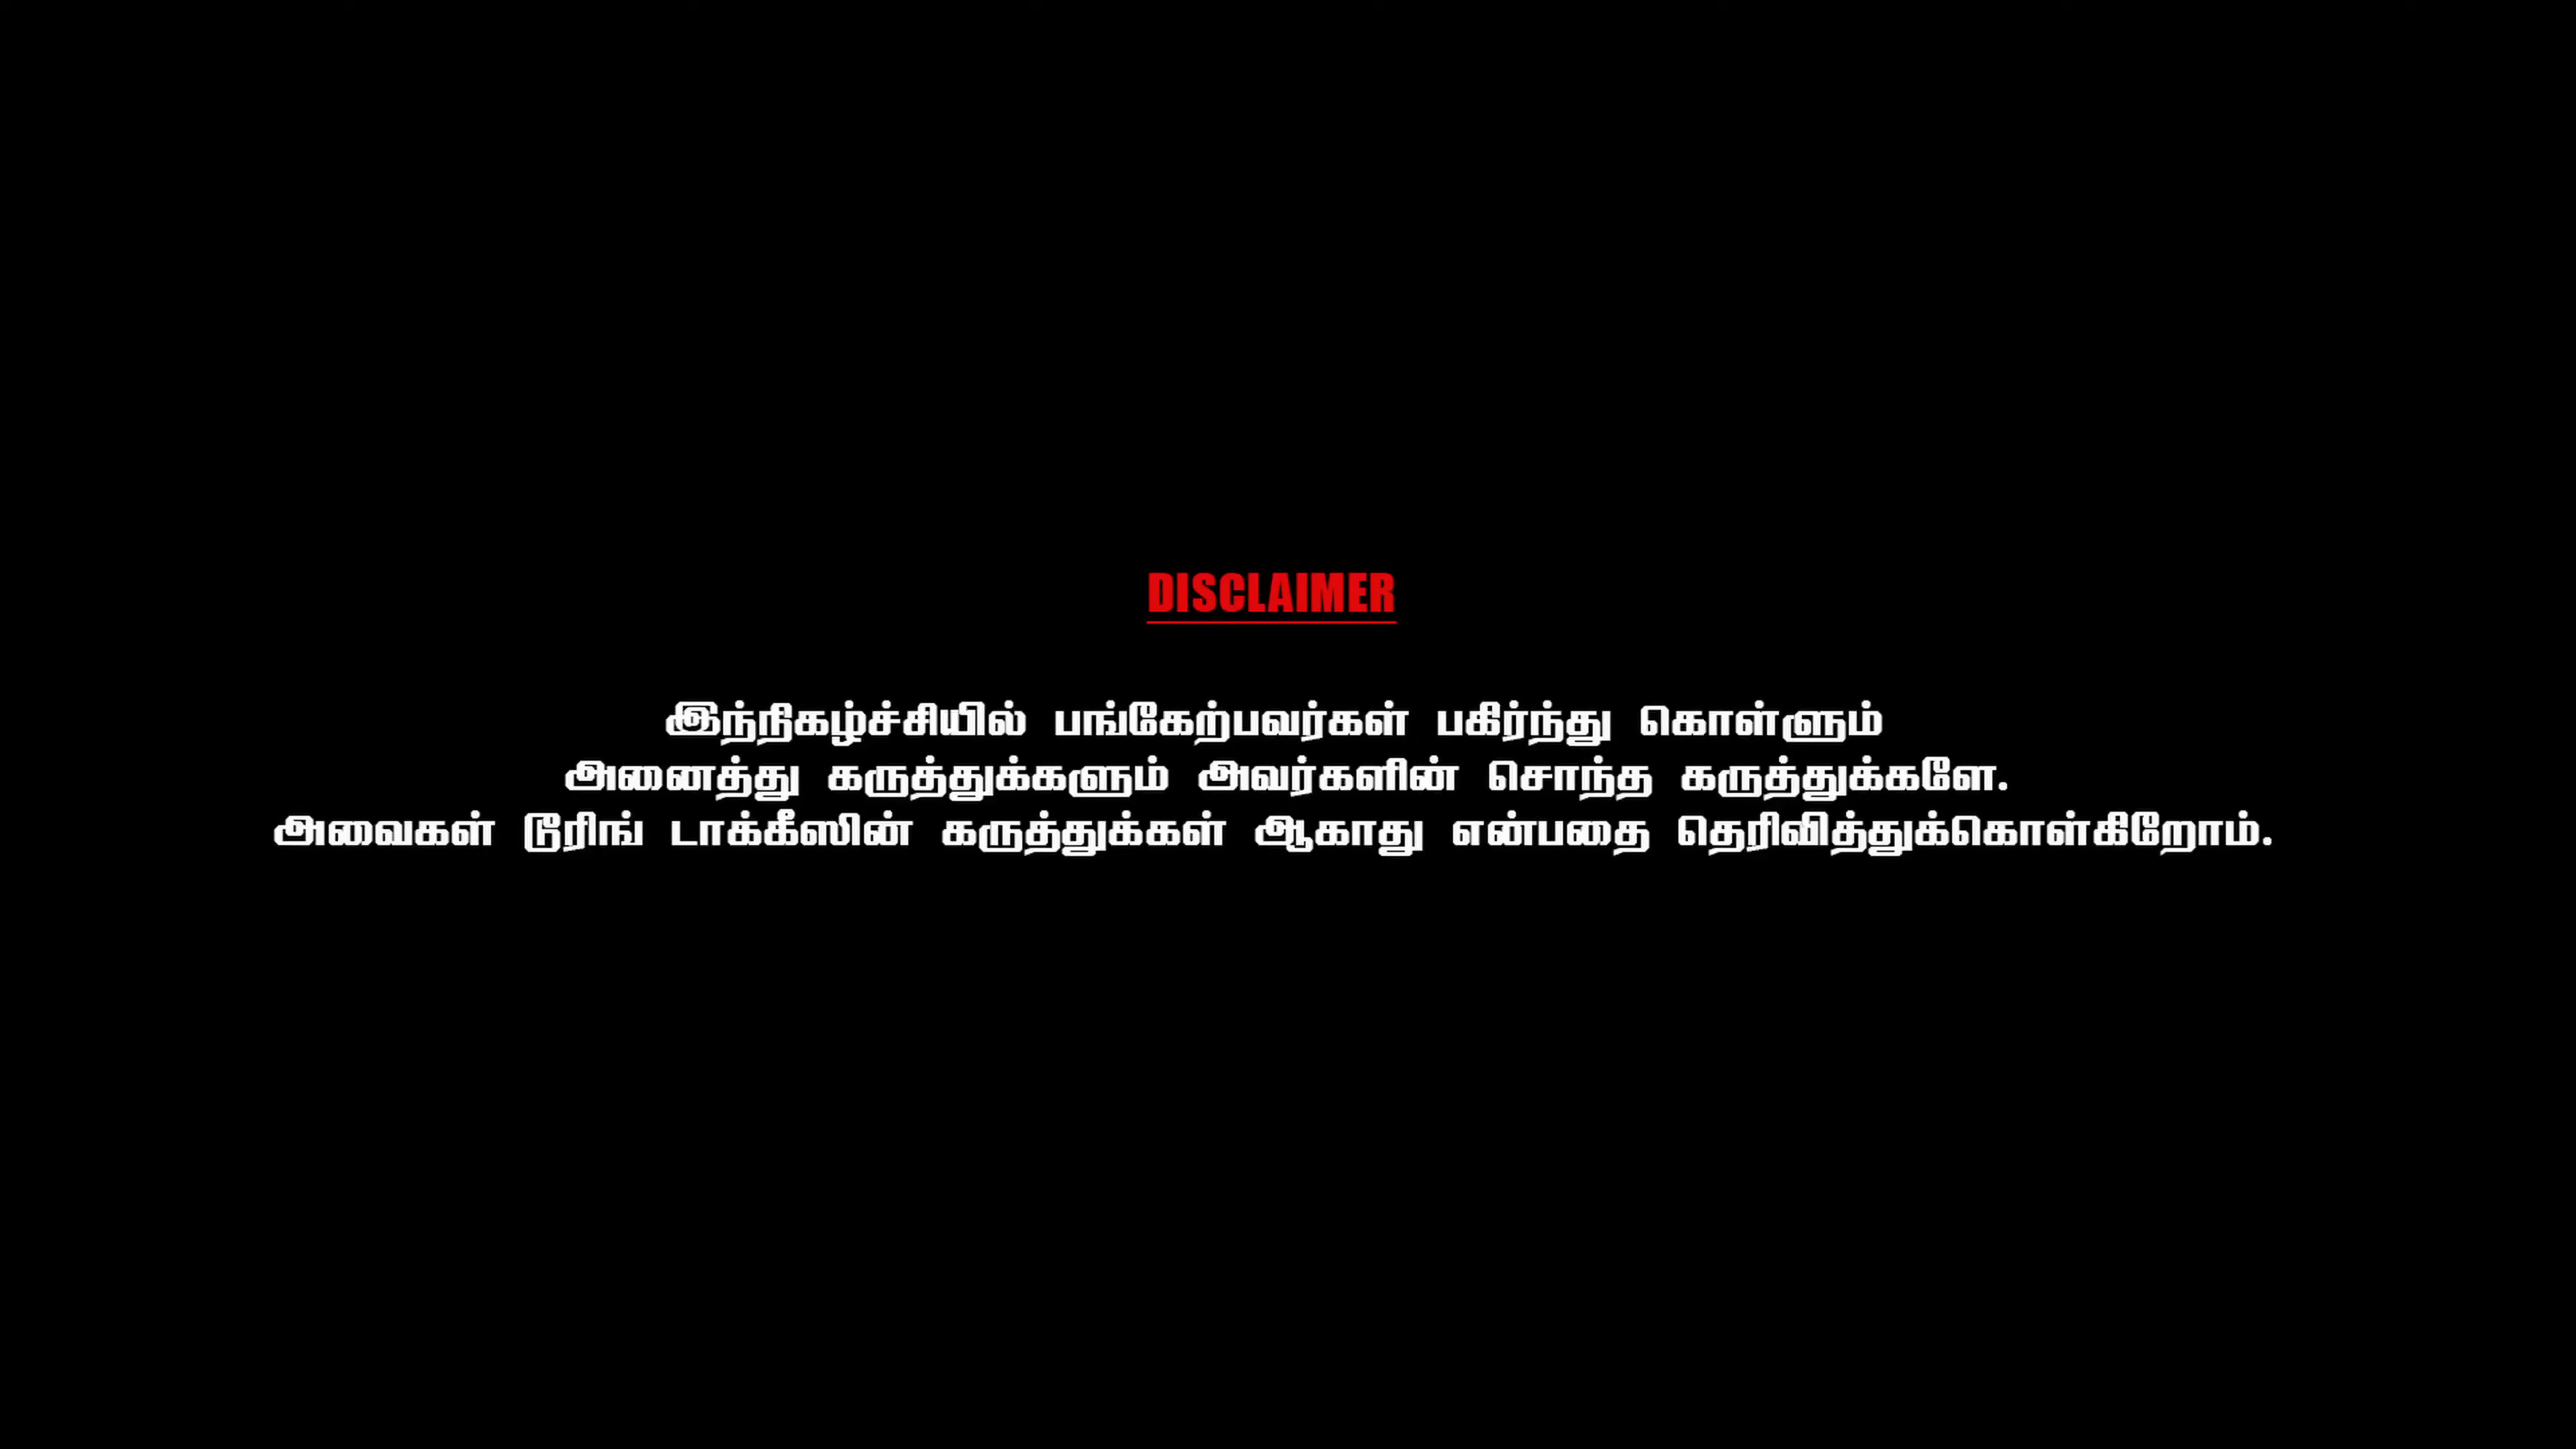 DISCLAIMER
இந்நிகழ்ச்சியில் பங்கேற்பவர்கள் பகிர்ந்து கொள்ளும்
அனைத்து கருத்துக்களும் அவர்களின் சொந்த கருத்துக்களே.
அவைகள் டூரிங் டாக்கீஸின் கருத்துக்கள் ஆகாது என்பதை தெரிவித்துக்கொள்கிறோம்.